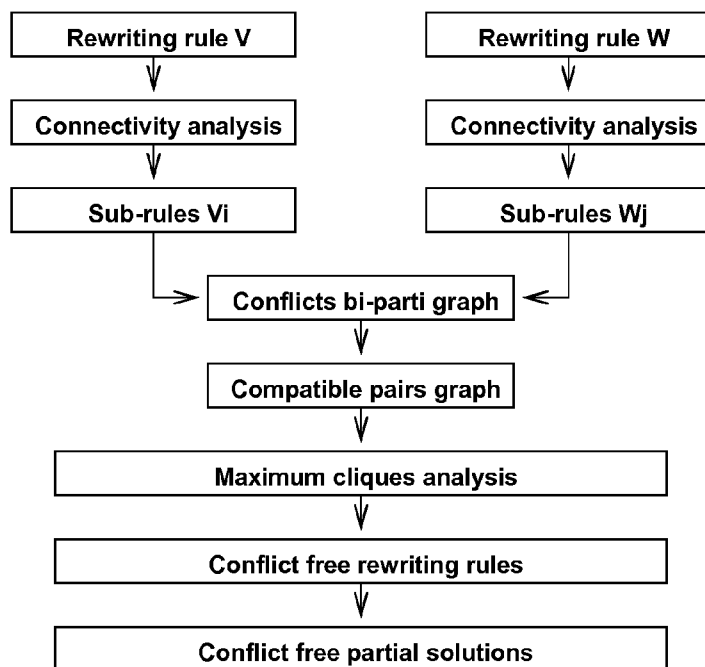 Rewriting rule V
Rewriting rule W
Connectivity analysis
Connectivity analysis
Sub-rules Vi
Sub-rules Wj
Conflicts bi-parti graph
Compatible pairs graph
Maximum cliques analysis
Conflict free rewriting rules
Conflict free partial solutions